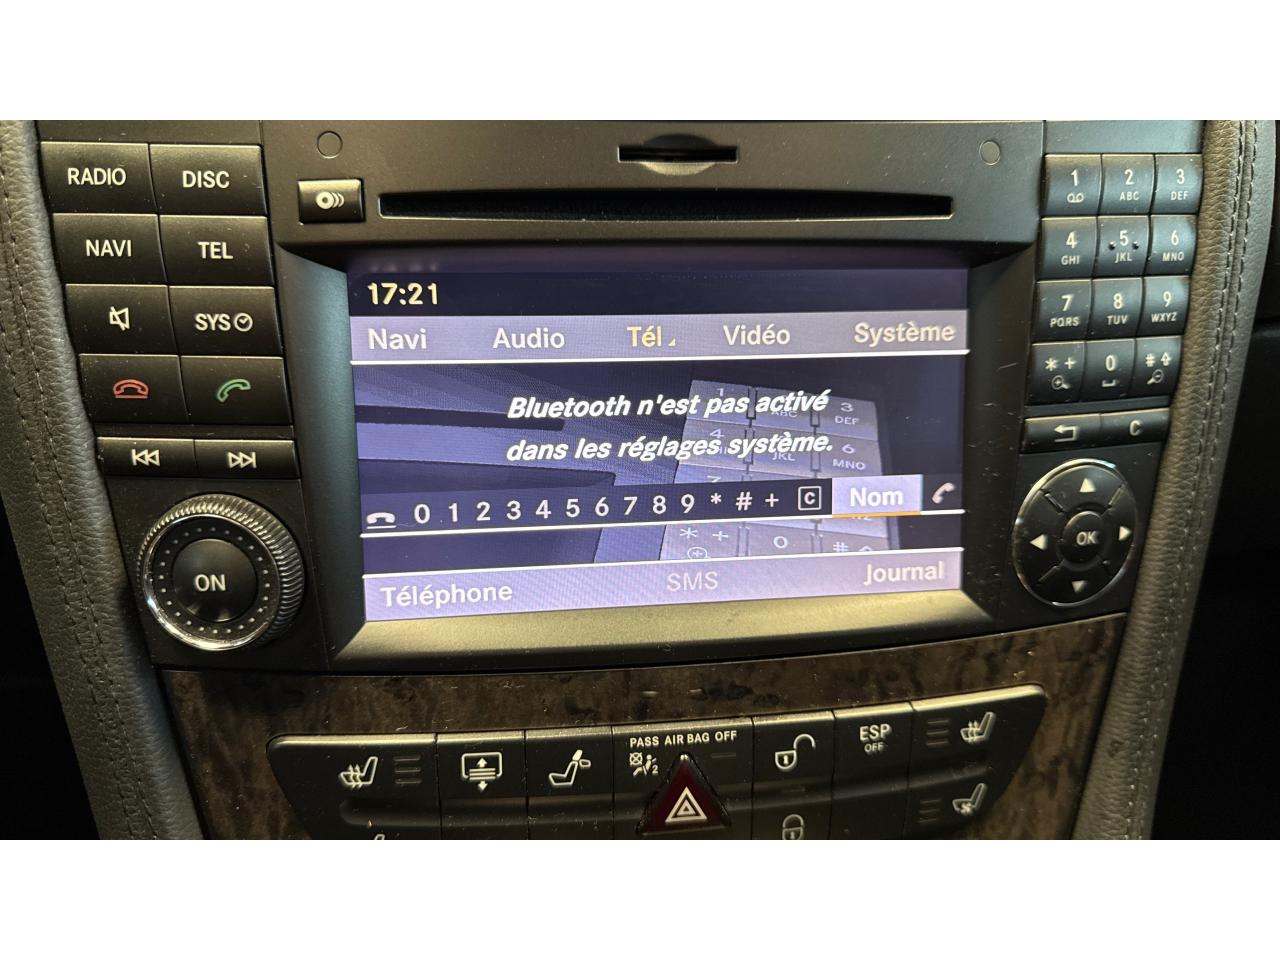 RADIO
DISC
NAVI
TEL
SYS
ON
17:21
Navi Audio Tél Vidéo Système
Bluetooth n'est pas activé
dans les réglages système.
0 1 2 3 4 5 6 7 8 9 * # + C Nom
Téléphone SMS Journal
1
2 ABC
3 DEF
4 GHI
5 JKL
6 MNO
7 PQRS
8 TUV
9 WXYZ
* +
0
#
C
OK
PASS AIR BAG OFF
ESP
OFF